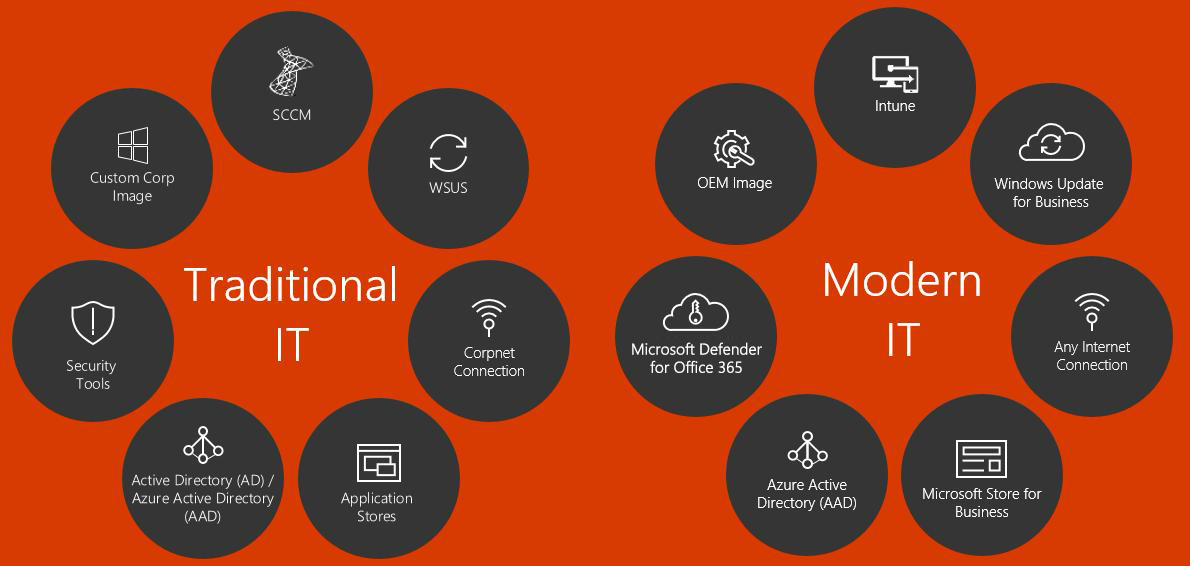 SCCM
Custom Corp
Image
WSUS
Traditional
IT
Security
Tools
Corpnet
Connection
Active Directory (AD) /
Azure Active Directory
(AAD)
Application
Stores
Intune
OEM Image
Windows Update
for Business
Modern
IT
Microsoft Defender
for Office 365
Any Internet
Connection
Azure Active
Directory (AAD)
Microsoft Store for
Business